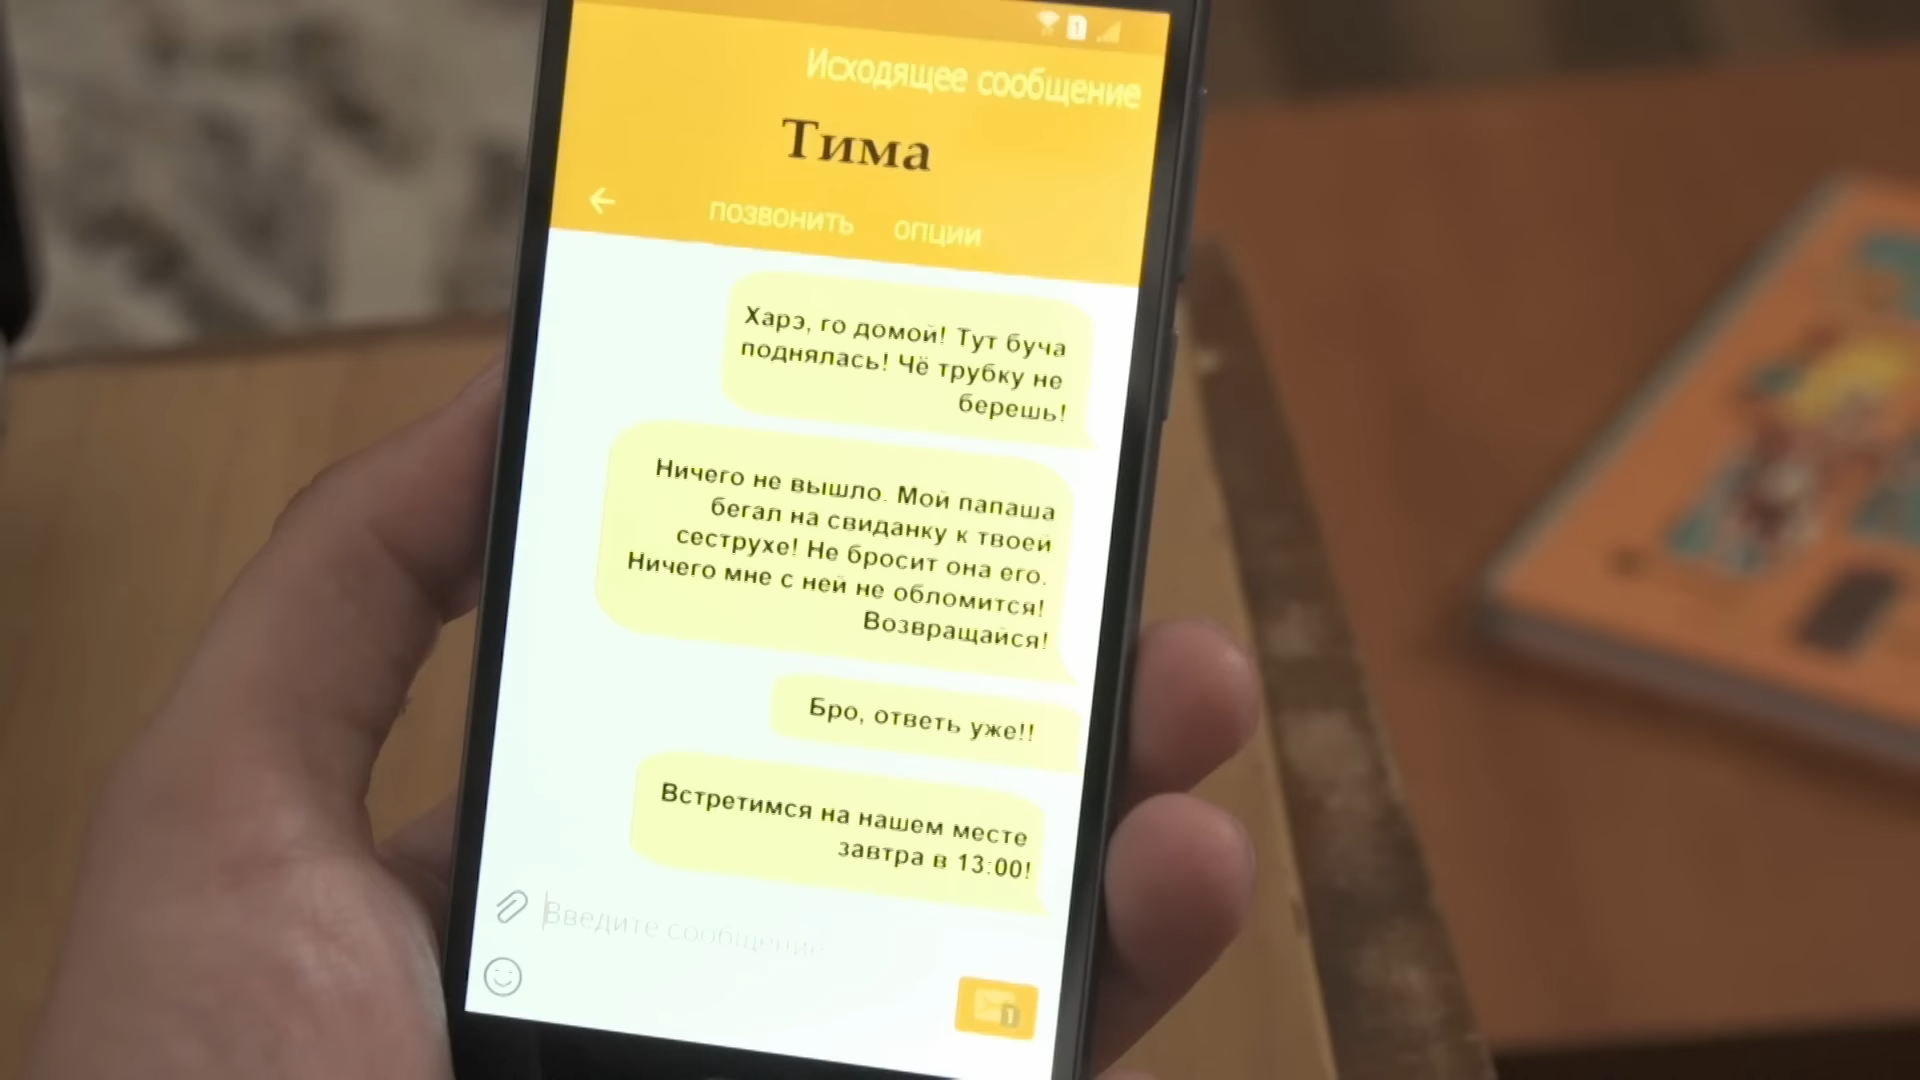 1
Исходящее сообщение
Тима
ПОЗВОНИТЬ ОПЦИИ
Харэ, го домой! Тут буча
поднялась! Чё трубку не
берешь!
Ничего не вышло. Мой папаша
бегал на свиданку к твоей
сеструхе! Не бросит она его.
Ничего мне с ней не обломится!
Возвращайся!
Бро, ответь уже!!
Встретимся на нашем месте
завтра в 13:00!
Введите сообщение
1